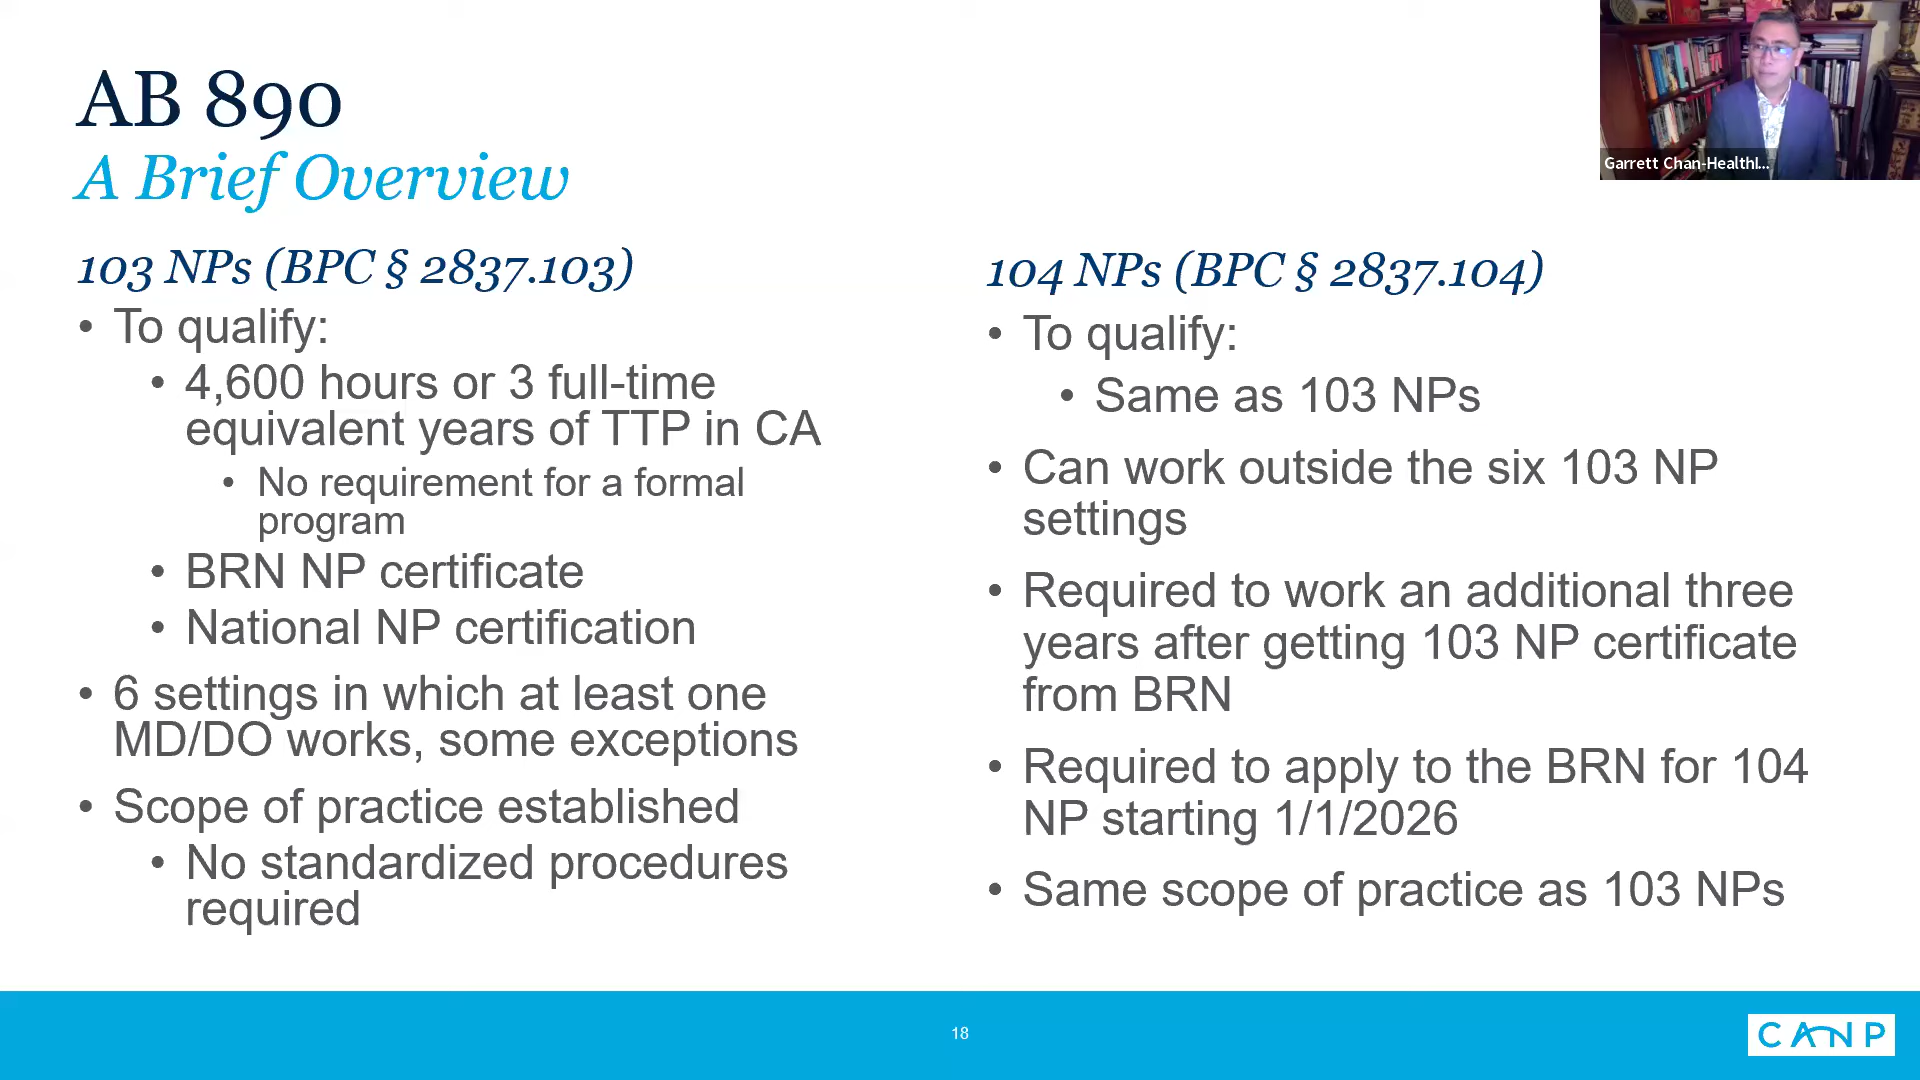 AB 890
A Brief Overview
Garrett Chan-HealthI...
103 NPs (BPC § 2837.103)
• To qualify:
• 4,600 hours or 3 full-time
equivalent years of TTP in CA
• No requirement for a formal
program
• BRN NP certificate
• National NP certification
• 6 settings in which at least one
MD/DO works, some exceptions
• Scope of practice established
• No standardized procedures
required
104 NPs (BPC § 2837.104)
• To qualify:
• Same as 103 NPs
• Can work outside the six 103 NP
settings
• Required to work an additional three
years after getting 103 NP certificate
from BRN
• Required to apply to the BRN for 104
NP starting 1/1/2026
• Same scope of practice as 103 NPs
18
CANP